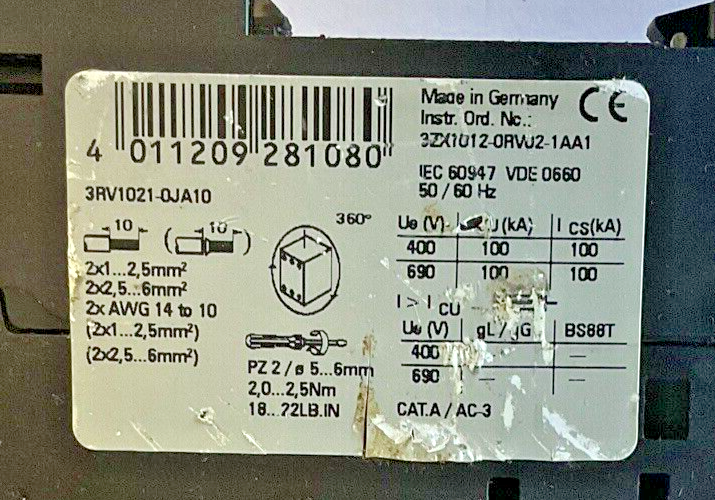 4 011209 281080
3RV1021-0JA10
10 ( 10 )
2x1...2,5mm²
2x2,5...6mm²
2x AWG 14 to 10
(2x1...2,5mm²)
(2x2,5...6mm²)
360°
PZ 2 / ø 5...6mm
2,0...2,5Nm
18...22LB.IN
Made in Germany CE
Instr. Ord. No.:
3ZX1012-0RV02-1AA1
IEC 60947 VDE 0660
50 / 60 Hz
Ue (V) U (kA) I CS(kA)
400 100 100
690 100 100
I > I CU
Ue (V) gL / gG BS88T
400 —
690 — —
CAT.A / AC-3